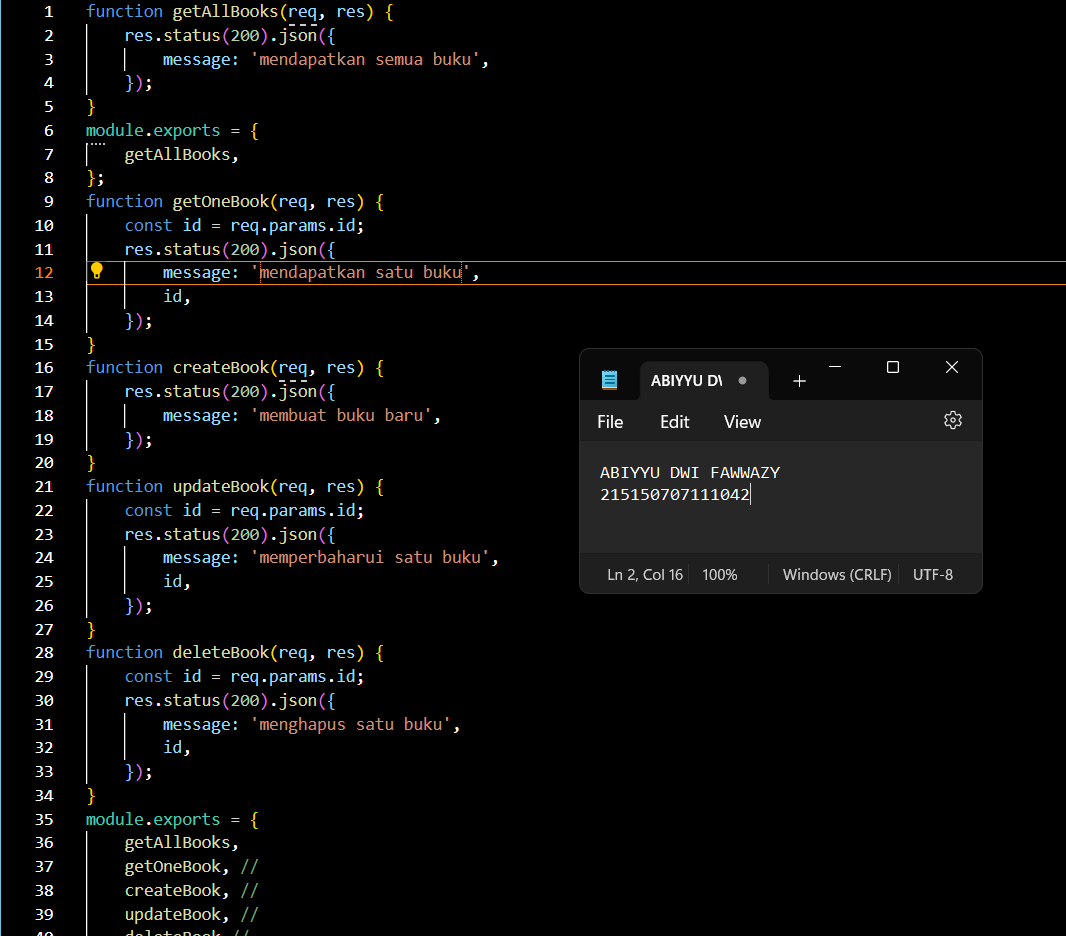 1 function getAllBooks(req, res) {
2 res.status(200).json({
3 message: 'mendapatkan semua buku',
4 });
5 }
6 module.exports = {
7 getAllBooks,
8 };
9 function getOneBook(req, res) {
10 const id = req.params.id;
11 res.status(200).json({
12 message: 'mendapatkan satu buku',
13 id,
14 });
15 }
16 function createBook(req, res) {
17 res.status(200).json({
18 message: 'membuat buku baru',
19 });
20 }
21 function updateBook(req, res) {
22 const id = req.params.id;
23 res.status(200).json({
24 message: 'memperbaharui satu buku',
25 id,
26 });
27 }
28 function deleteBook(req, res) {
29 const id = req.params.id;
30 res.status(200).json({
31 message: 'menghapus satu buku',
32 id,
33 });
34 }
35 module.exports = {
36 getAllBooks,
37 getOneBook, //
38 createBook, //
39 updateBook, //
40 deleteBook //
ABIYYU DW
File Edit View
ABIYYU DWI FAWWAZY
215150707111042
Ln 2, Col 16 100% Windows (CRLF) UTF-8